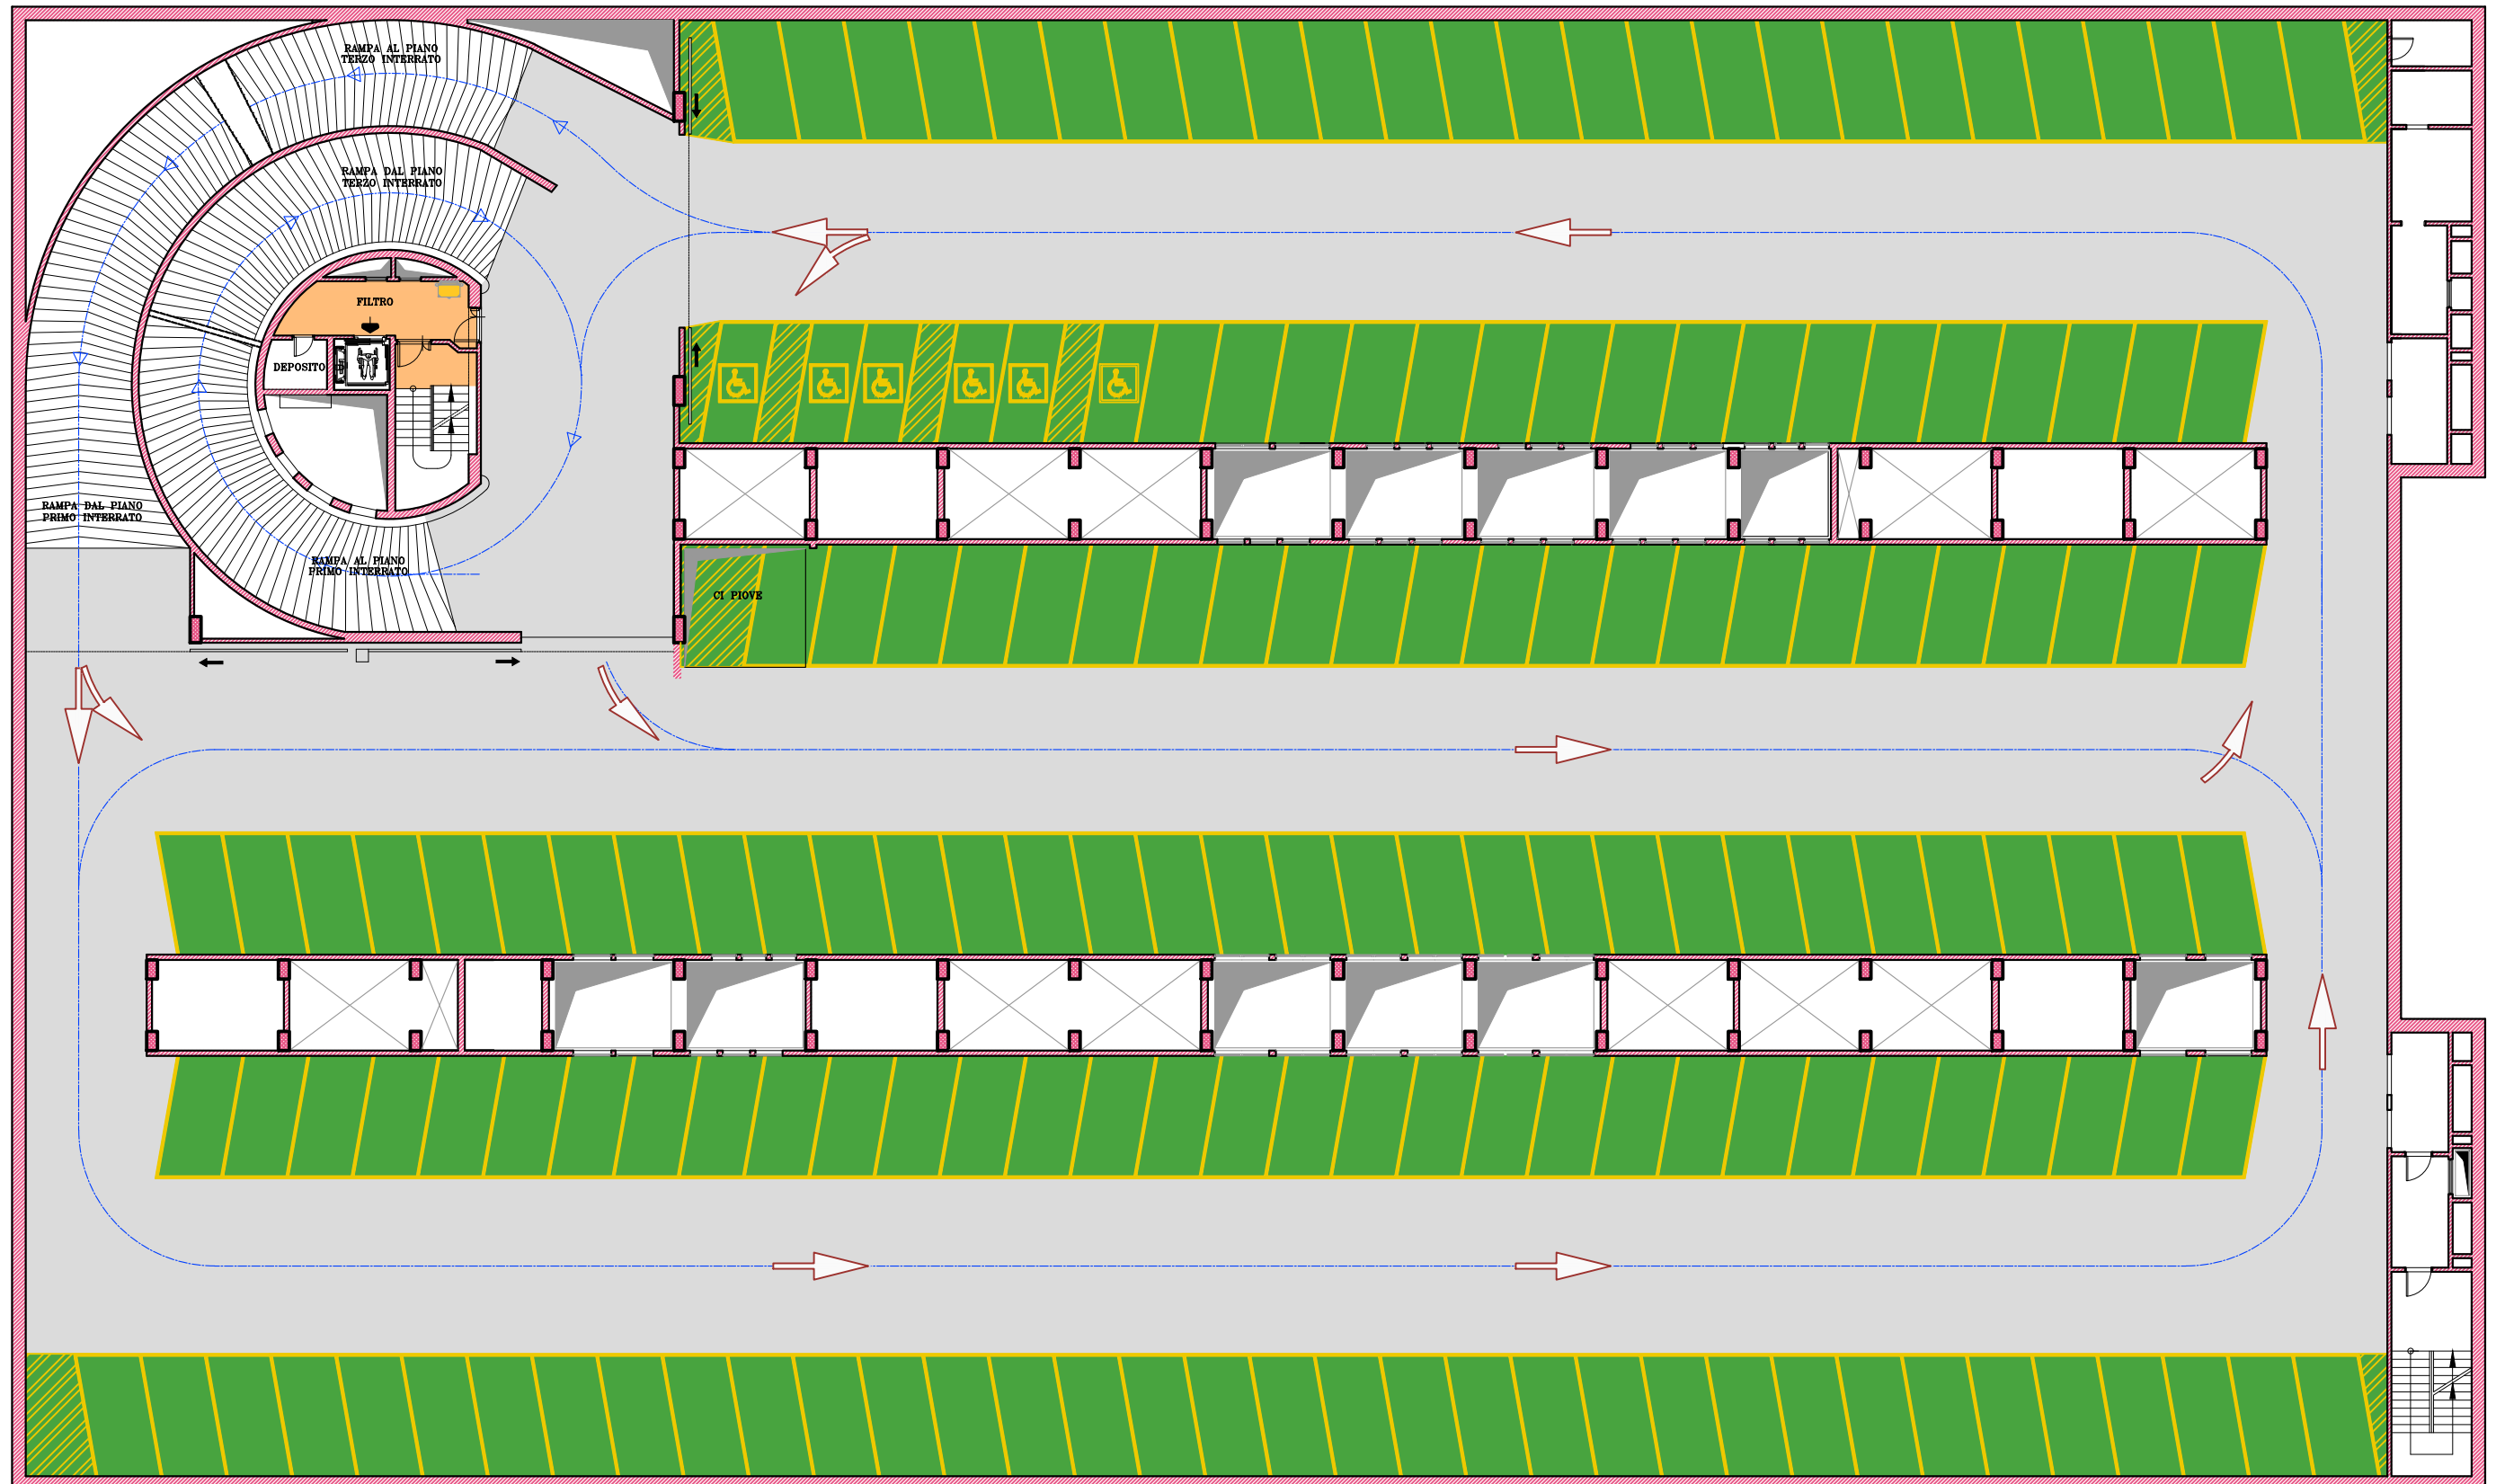 RAMPA AL PIANO
TERZO INTERRATO
RAMPA DAL PIANO
TERZO INTERRATO
FILTRO
DEPOSITO
RAMPA DAL PIANO
PRIMO INTERRATO
RAMPA AL PIANO
PRIMO INTERRATO
CI PIOVE